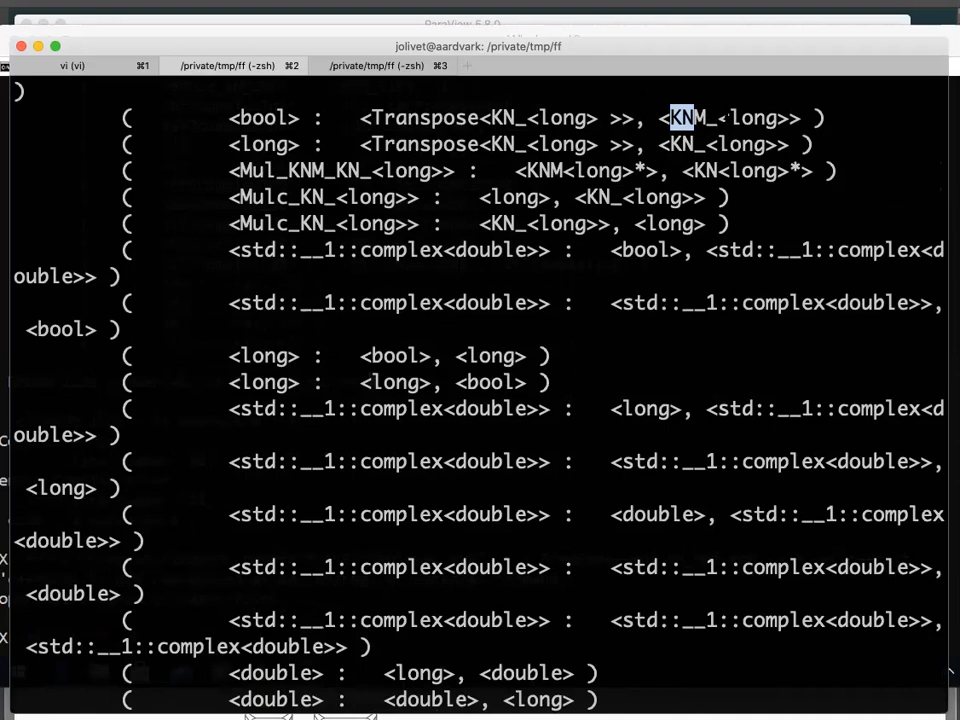 ParaView 5.8.0
jolivet@aardvark: /private/tmp/ff
vi (vi) ⌘1 /private/tmp/ff (-zsh) ⌘2 /private/tmp/ff (-zsh) ⌘3 +
)
( <bool> : <Transpose<KN_<long> >>, <KNM_<long>> )
( <long> : <Transpose<KN_<long> >>, <KN_<long>> )
( <Mul_KNM_KN_<long>> : <KNM<long>*>, <KN<long>*> )
( <Mulc_KN_<long>> : <long>, <KN_<long>> )
( <Mulc_KN_<long>> : <KN_<long>>, <long> )
( <std::__1::complex<double>> : <bool>, <std::__1::complex<d
ouble>> )
( <std::__1::complex<double>> : <std::__1::complex<double>>,
<bool> )
( <long> : <bool>, <long> )
( <long> : <long>, <bool> )
( <std::__1::complex<double>> : <long>, <std::__1::complex<d
ouble>> )
( <std::__1::complex<double>> : <std::__1::complex<double>>,
<long> )
( <std::__1::complex<double>> : <double>, <std::__1::complex
<double>> )
( <std::__1::complex<double>> : <std::__1::complex<double>>,
<double> )
( <std::__1::complex<double>> : <std::__1::complex<double>>,
<std::__1::complex<double>> )
( <double> : <long>, <double> )
( <double> : <double>, <long> )